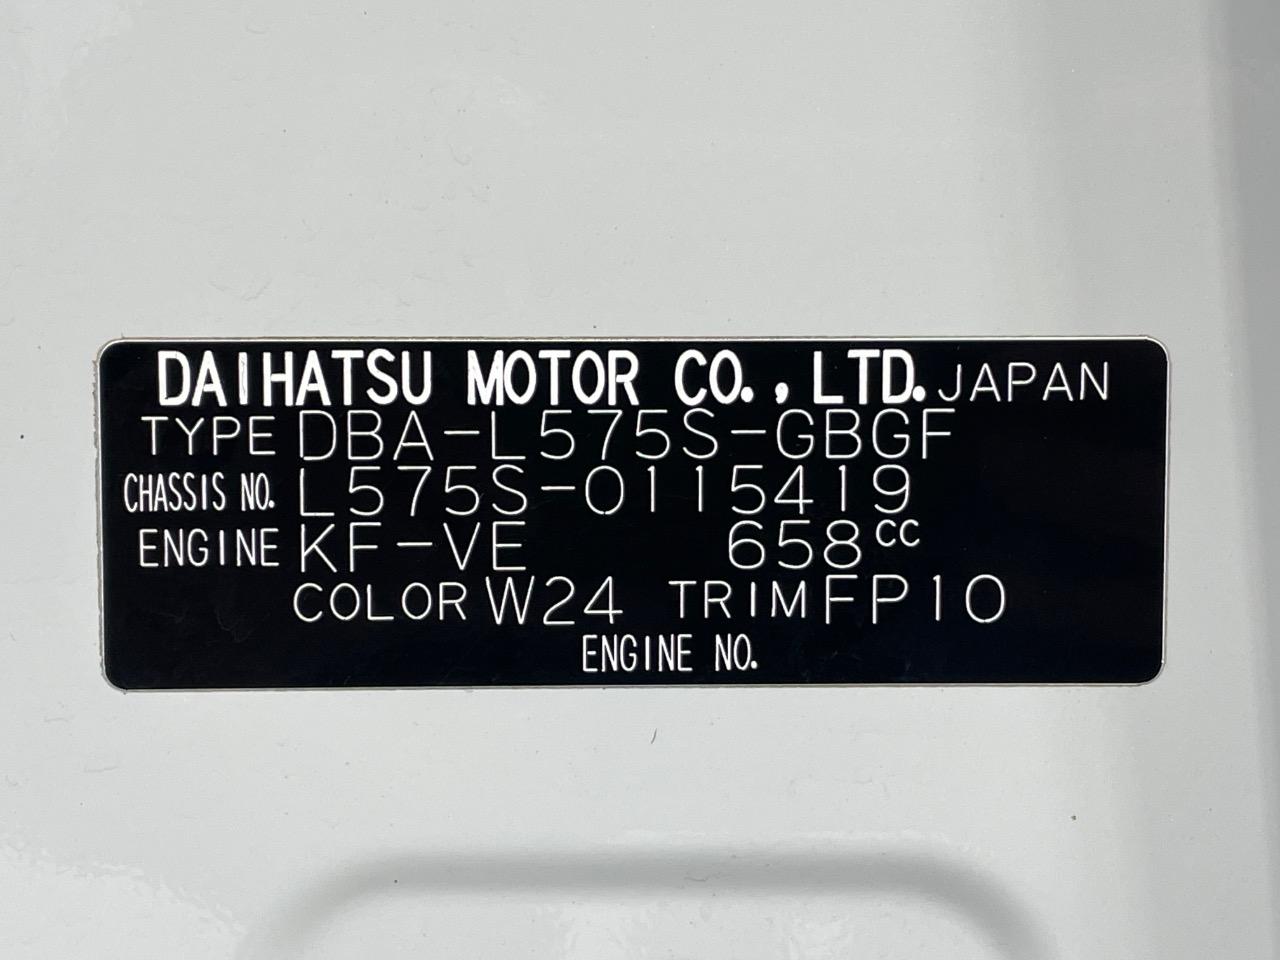 DAIHATSU MOTOR CO., LTD. JAPAN
TYPE DBA-L575S-GBGF
CHASSIS NO. L575S-0115419
ENGINE KF-VE 658cc
COLOR W24 TRIM FP10
ENGINE NO.